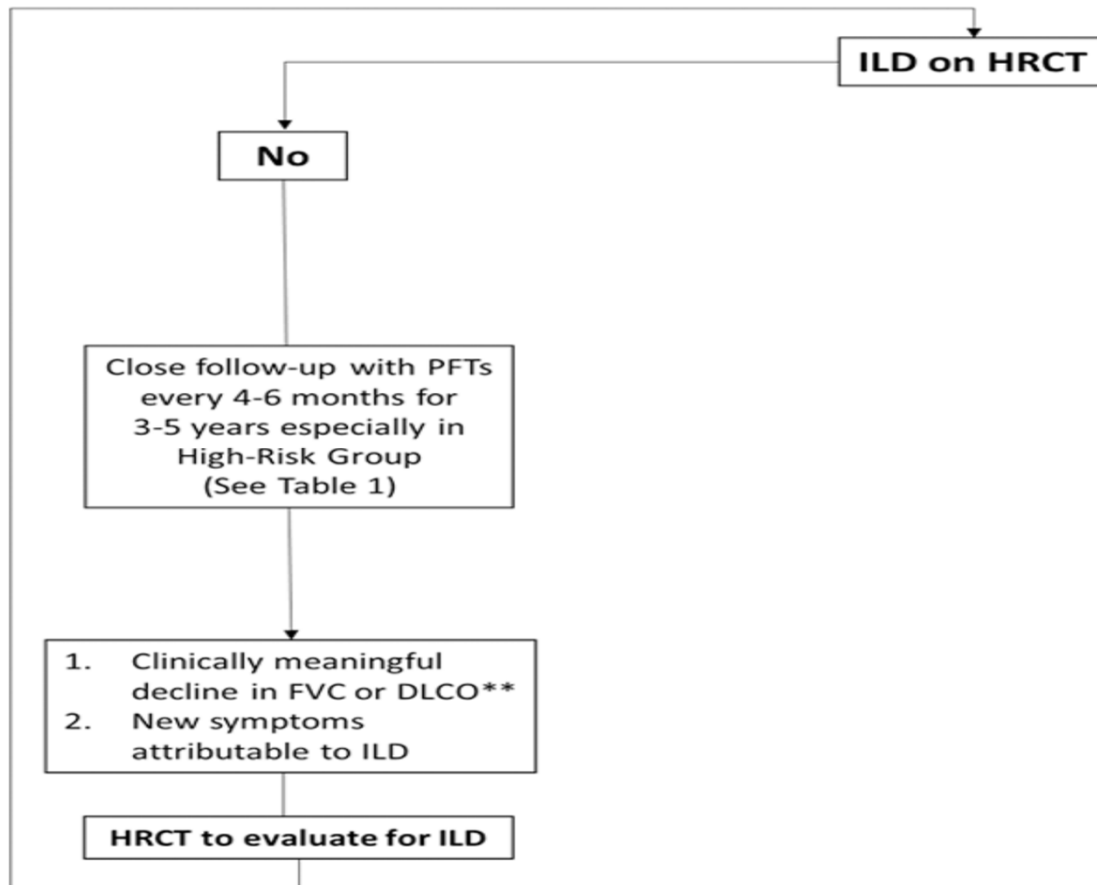 ILD on HRCT
No
Close follow-up with PFTs
every 4-6 months for
3-5 years especially in
High-Risk Group
(See Table 1)
1. Clinically meaningful
decline in FVC or DLCO**
2. New symptoms
attributable to ILD
HRCT to evaluate for ILD